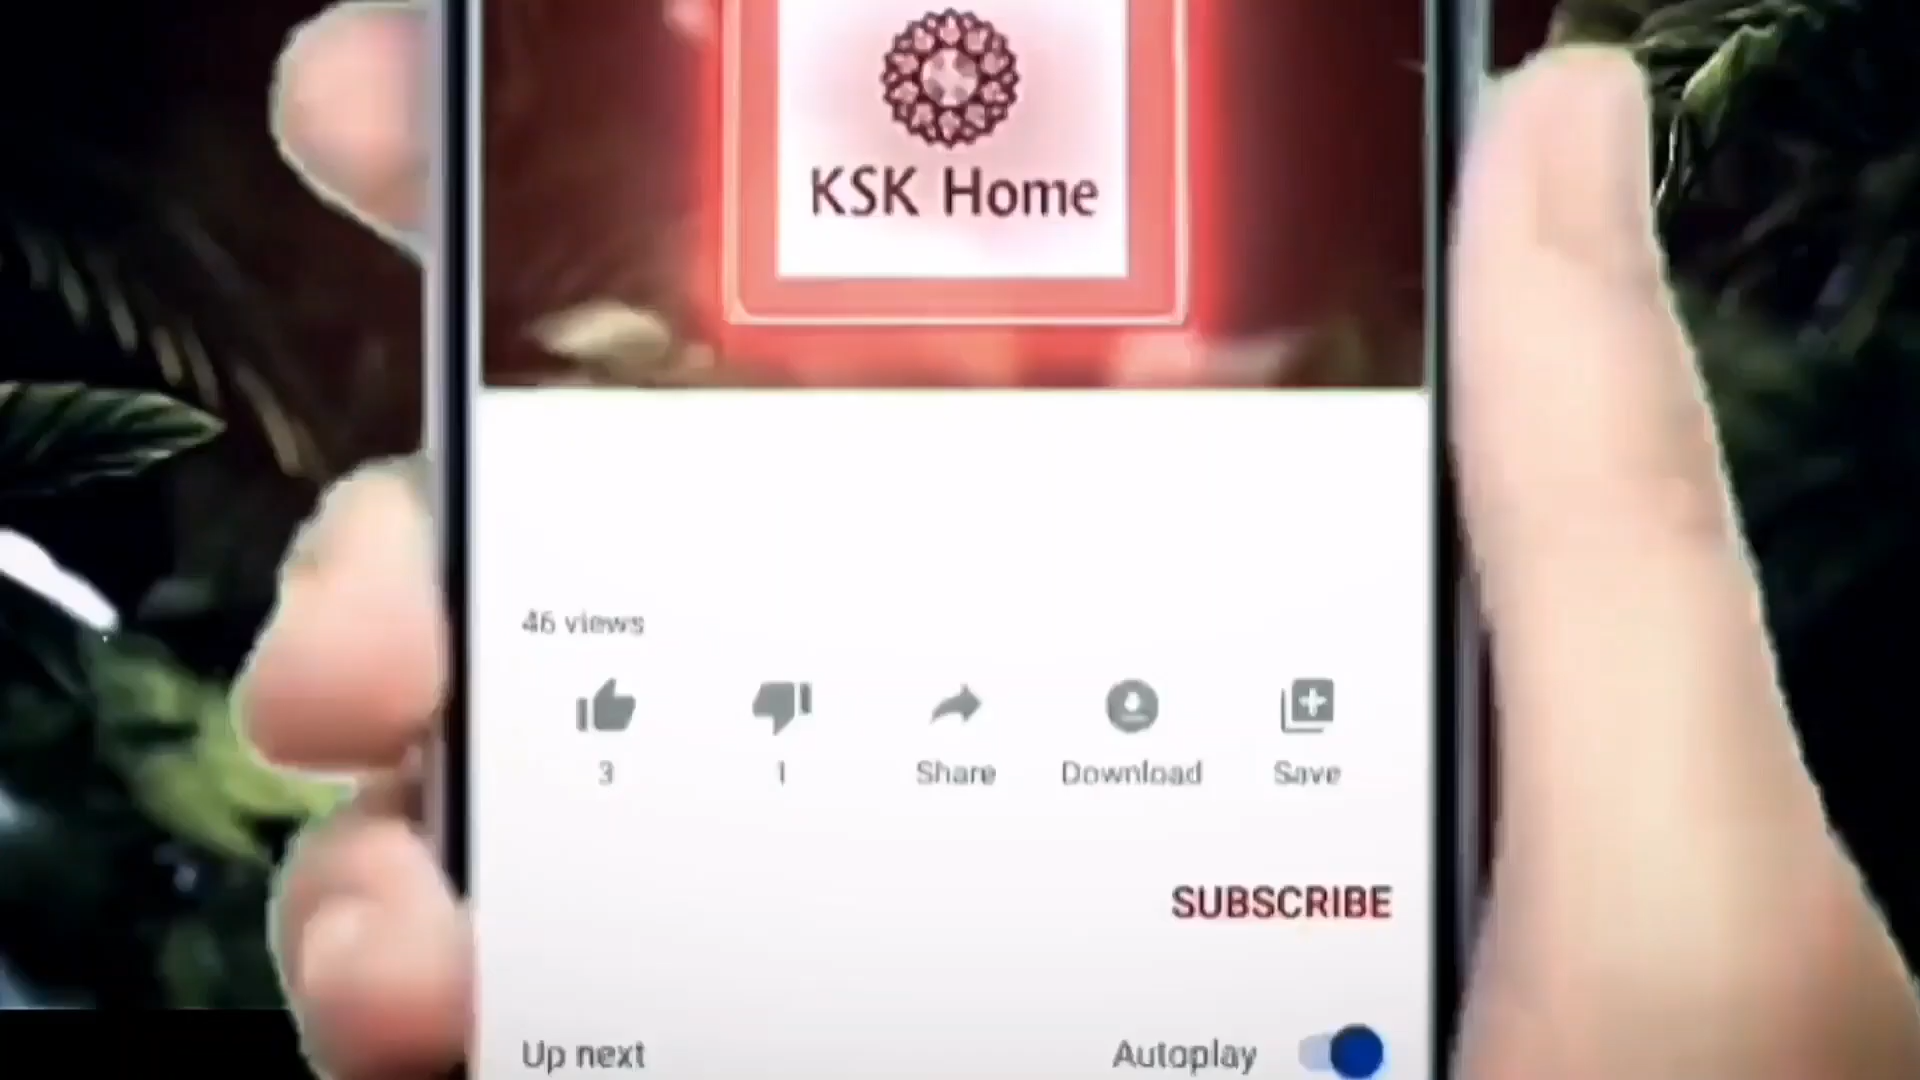 KSK Home
46 views
3 1 Share Download Save
SUBSCRIBE
Up next Autoplay